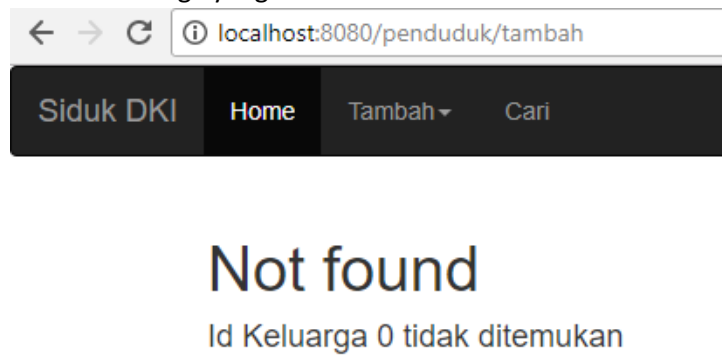 localhost:8080/penduduk/tambah
Siduk DKI Home Tambah Cari
Not found
Id Keluarga 0 tidak ditemukan